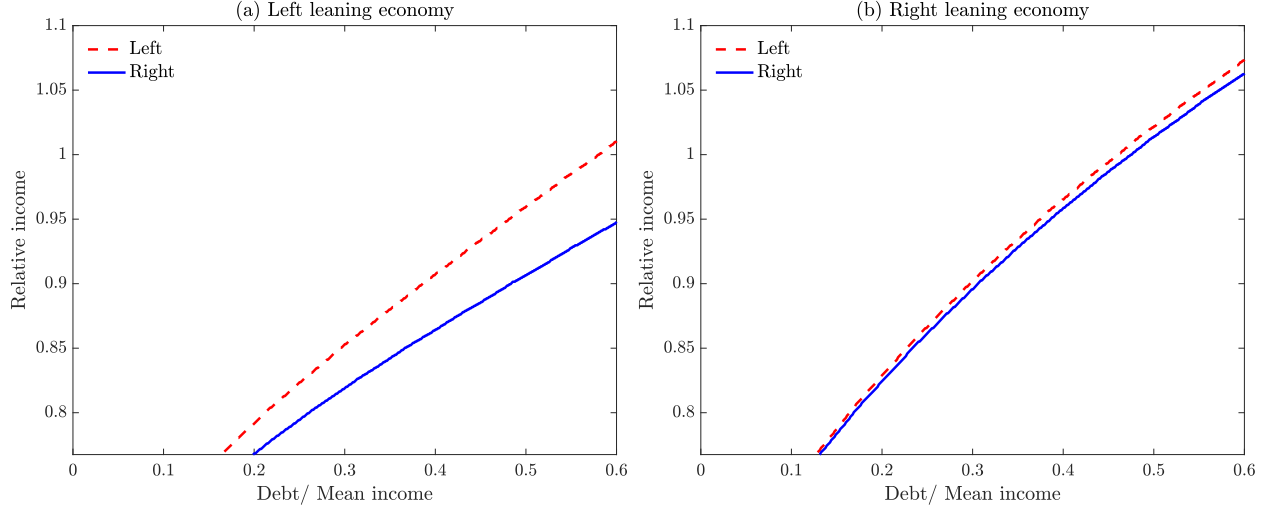 (a) Left leaning economy
1.1
1.05
1
0.95
0.9
0.85
0.8
Relative income
Left
Right
0 0.1 0.2 0.3 0.4 0.5 0.6
Debt/ Mean income
(b) Right leaning economy
1.1
1.05
1
0.95
0.9
0.85
0.8
Relative income
Left
Right
0 0.1 0.2 0.3 0.4 0.5 0.6
Debt/ Mean income